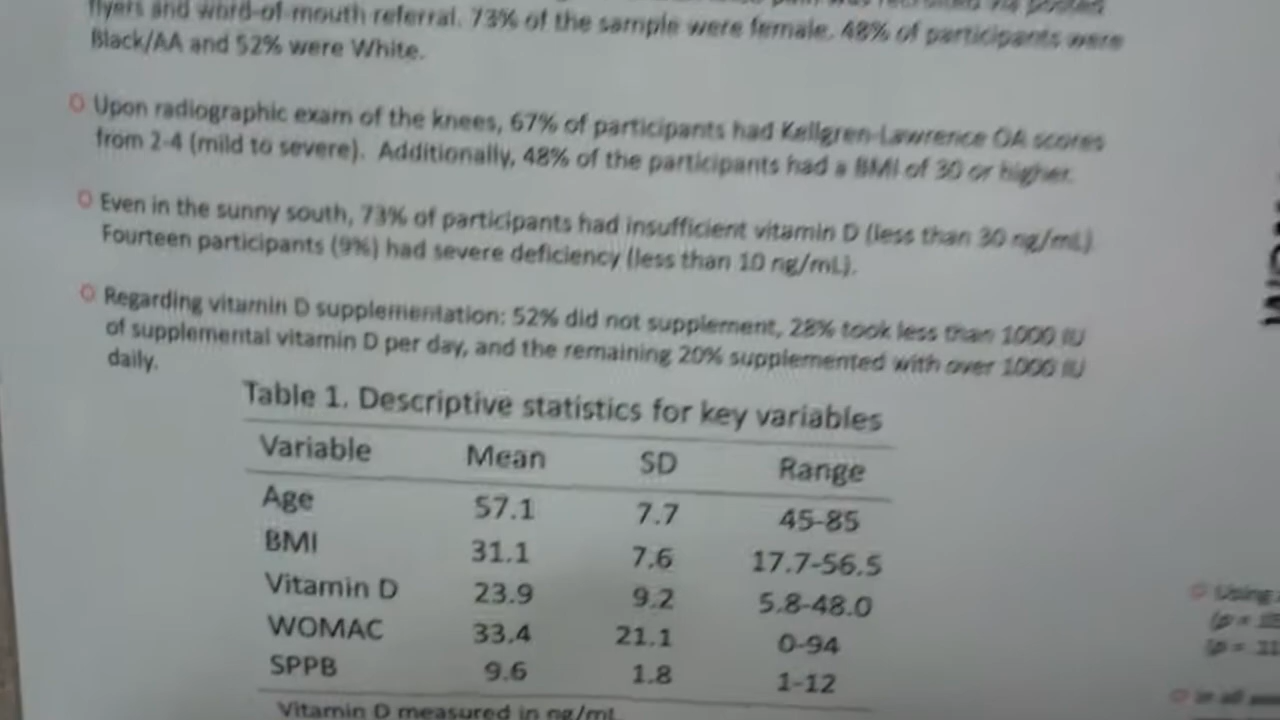 flyers and word-of-mouth referral. 73% of the sample were female. 48% of participants were
Black/AA and 52% were White.
Upon radiographic exam of the knees, 67% of participants had Kellgren-Lawrence OA scores
from 2-4 (mild to severe). Additionally, 48% of the participants had a BMI of 30 or higher.
Even in the sunny south, 73% of participants had insufficient vitamin D (less than 30 ng/mL).
Fourteen participants (9%) had severe deficiency (less than 10 ng/mL).
Regarding vitamin D supplementation: 52% did not supplement, 28% took less than 1000 IU
of supplemental vitamin D per day, and the remaining 20% supplemented with over 1000 IU
daily.
Table 1. Descriptive statistics for key variables
Variable Mean SD Range
Age 57.1 7.7 45-85
BMI 31.1 7.6 17.7-56.5
Vitamin D 23.9 9.2 5.8-48.0
WOMAC 33.4 21.1 0-94
SPPB 9.6 1.8 1-12
Vitamin D measured in ng/mL
Using